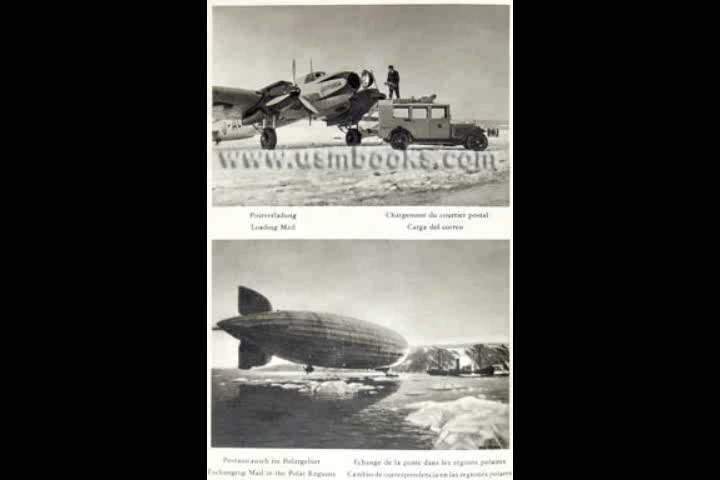 www.usmbooks.com
Postverladung
Chargement du courrier postal
Loading Mail
Carga del correo
Postaustausch im Polargebiet
Échange de la poste dans les régions polaires
Exchanging Mail in the Polar Regions
Cambio de correspondencia en las regiones polares